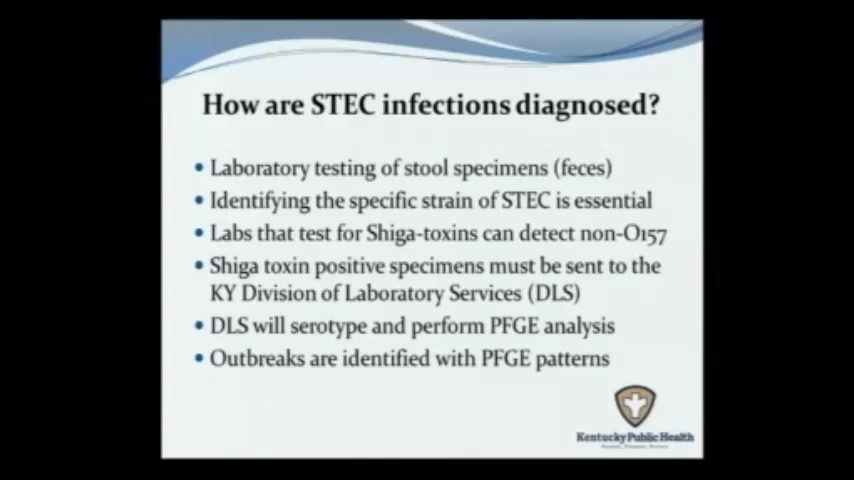 How are STEC infections diagnosed?
• Laboratory testing of stool specimens (feces)
• Identifying the specific strain of STEC is essential
• Labs that test for Shiga-toxins can detect non-O157
• Shiga toxin positive specimens must be sent to the
KY Division of Laboratory Services (DLS)
• DLS will serotype and perform PFGE analysis
• Outbreaks are identified with PFGE patterns
Kentucky Public Health